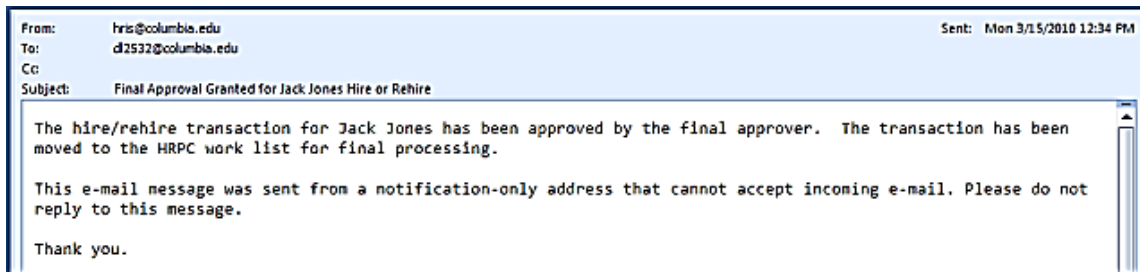 From: hris@columbia.edu Sent: Mon 3/15/2010 12:34 PM
To: dl2532@columbia.edu
Cc:
Subject: Final Approval Granted for Jack Jones Hire or Rehire
The hire/rehire transaction for Jack Jones has been approved by the final approver. The transaction has been
moved to the HRPC work list for final processing.
This e-mail message was sent from a notification-only address that cannot accept incoming e-mail. Please do not
reply to this message.
Thank you.